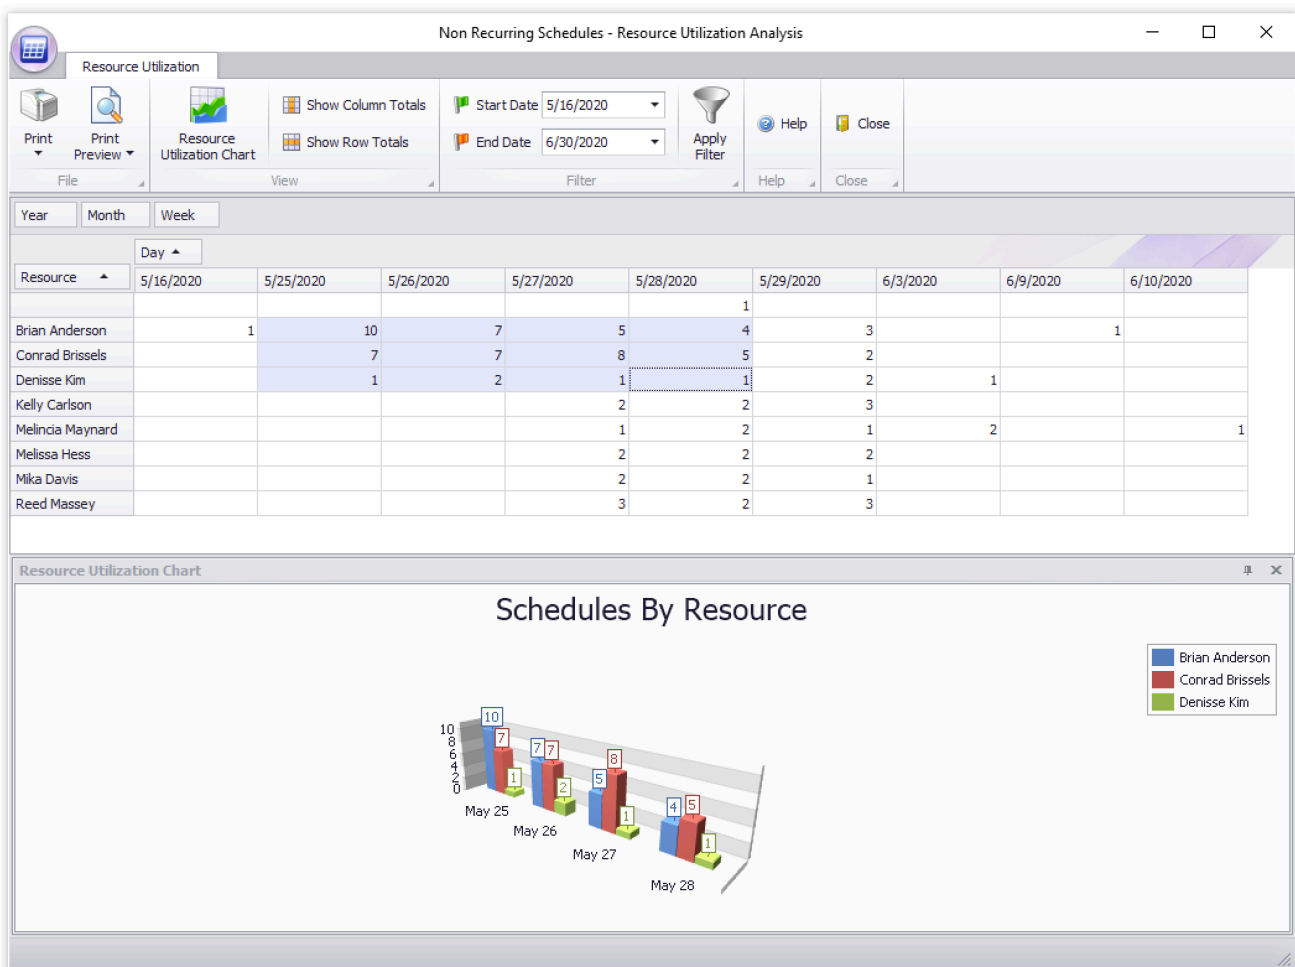 Non Recurring Schedules - Resource Utilization Analysis
Resource Utilization
Print
Print Preview
Resource Utilization Chart
Show Column Totals
Show Row Totals
Start Date 5/16/2020
End Date 6/30/2020
Apply Filter
Help
Close
File
View
Filter
Help
Close
Year Month Week
Day
Resource 5/16/2020 5/25/2020 5/26/2020 5/27/2020 5/28/2020 5/29/2020 6/3/2020 6/9/2020 6/10/2020
1
Brian Anderson 1 10 7 5 4 3 1
Conrad Brissels 7 7 8 5 2
Denisse Kim 1 2 1 1 2 1
Kelly Carlson 2 2 3
Melincia Maynard 1 2 1 2 1
Melissa Hess 2 2 2
Mika Davis 2 2 1
Reed Massey 3 2 3
Resource Utilization Chart
Schedules By Resource
Brian Anderson
Conrad Brissels
Denisse Kim
10
8
6
4
2
0
10 7 1
7 7 2
5 8 1
4 5 1
May 25
May 26
May 27
May 28